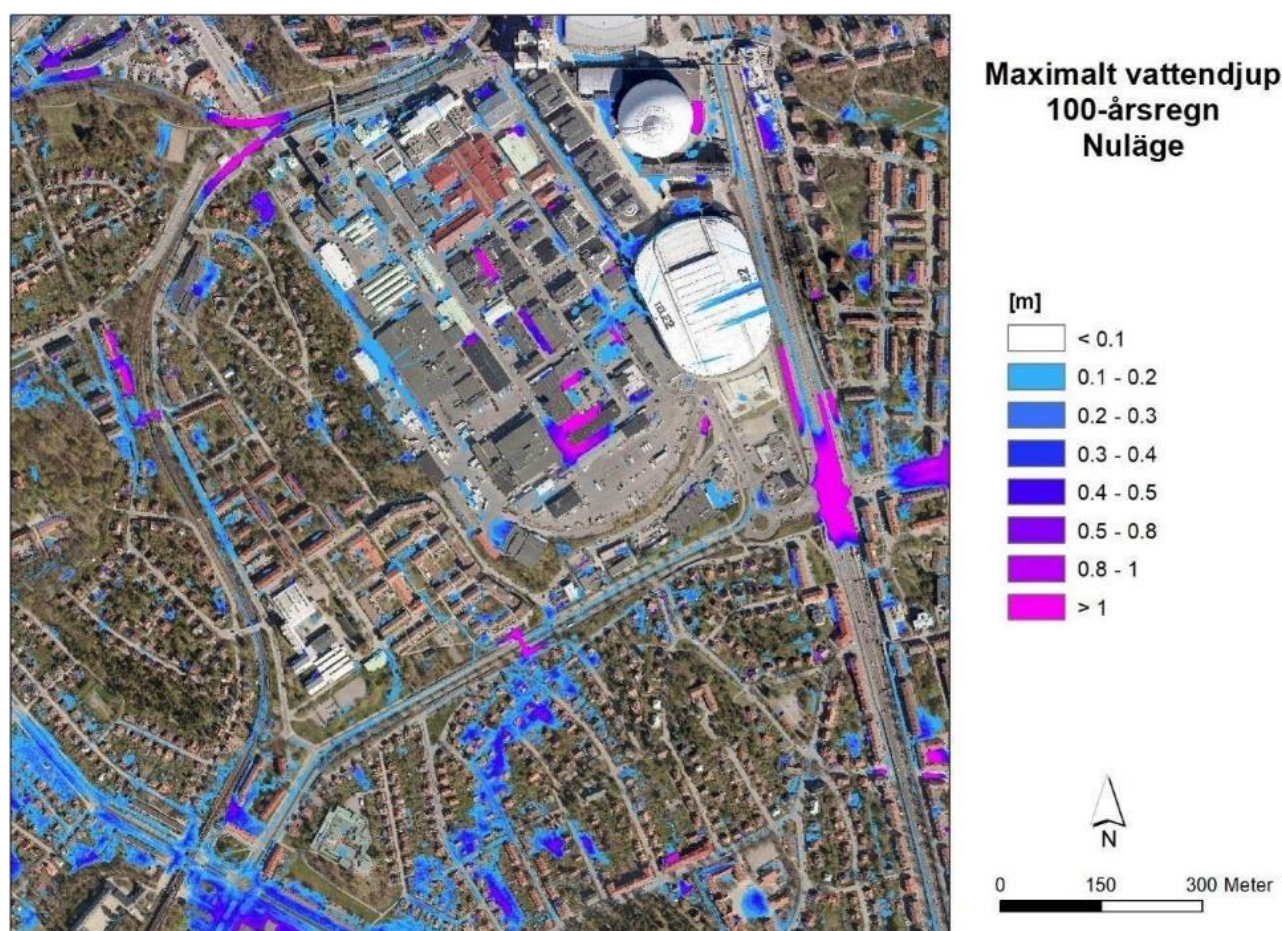 Maximalt vattendjup
100-årsregn
Nuläge
[m]
< 0.1
0.1 - 0.2
0.2 - 0.3
0.3 - 0.4
0.4 - 0.5
0.5 - 0.8
0.8 - 1
> 1
N
0 150 300 Meter
TELE2